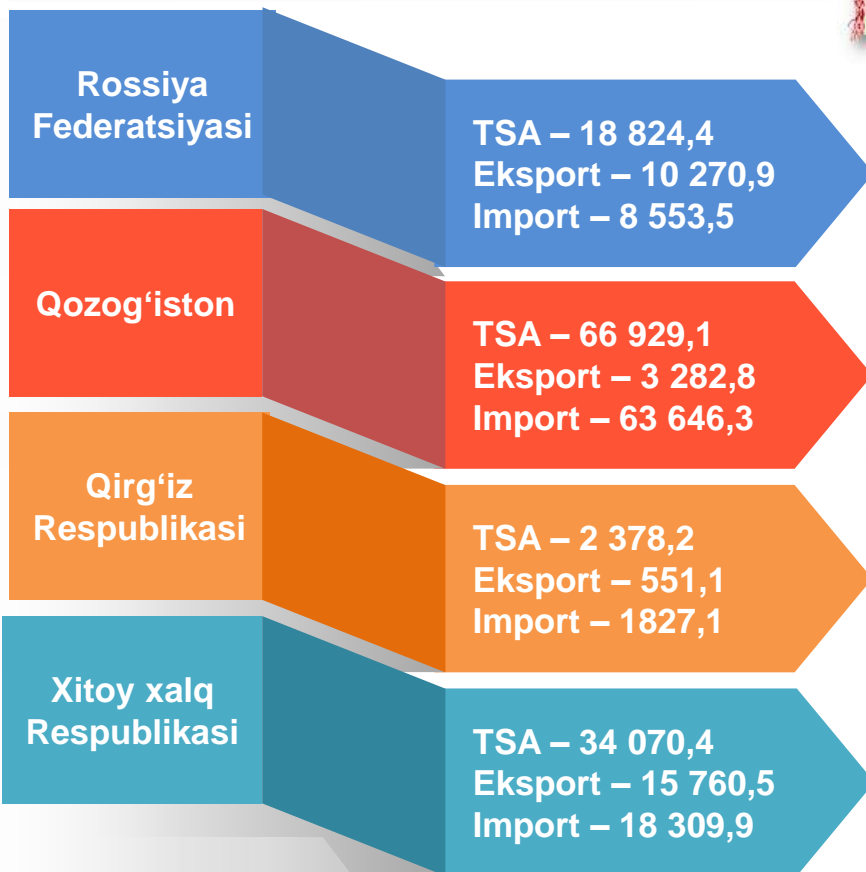 Rossiya
Federatsiyasi
TSA – 18 824,4
Eksport – 10 270,9
Import – 8 553,5
Qozog‘iston
TSA – 66 929,1
Eksport – 3 282,8
Import – 63 646,3
Qirg‘iz
Respublikasi
TSA – 2 378,2
Eksport – 551,1
Import – 1827,1
Xitoy xalq
Respublikasi
TSA – 34 070,4
Eksport – 15 760,5
Import – 18 309,9